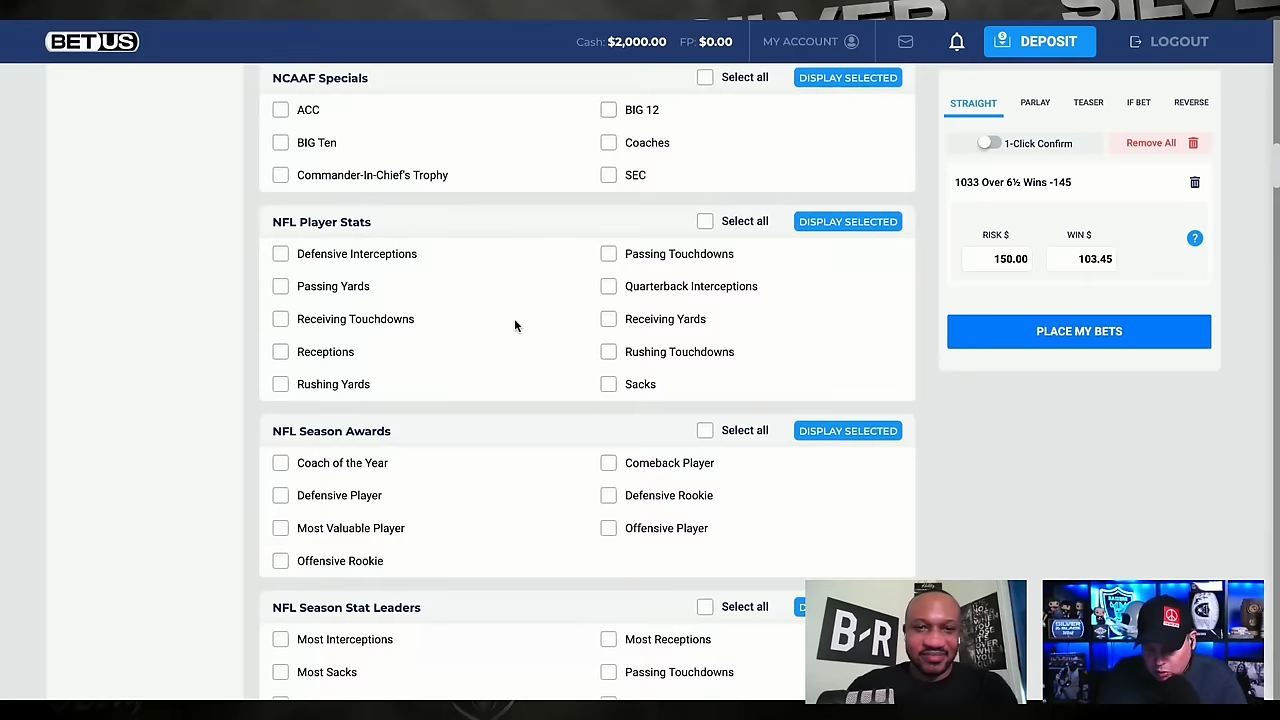 SILVER
SILVER
BETUS
Cash: $2,000.00 FP: $0.00 MY ACCOUNT DEPOSIT LOGOUT
NCAAF Specials Select all DISPLAY SELECTED
ACC BIG 12
BIG Ten Coaches
Commander-In-Chief's Trophy SEC
NFL Player Stats Select all DISPLAY SELECTED
Defensive Interceptions Passing Touchdowns
Passing Yards Quarterback Interceptions
Receiving Touchdowns Receiving Yards
Receptions Rushing Touchdowns
Rushing Yards Sacks
NFL Season Awards Select all DISPLAY SELECTED
Coach of the Year Comeback Player
Defensive Player Defensive Rookie
Most Valuable Player Offensive Player
Offensive Rookie
NFL Season Stat Leaders Select all D
Most Interceptions Most Receptions
Most Sacks Passing Touchdowns
STRAIGHT PARLAY TEASER IF BET REVERSE
1-Click Confirm Remove All
1033 Over 6½ Wins -145
RISK $ WIN $
150.00 103.45 ?
PLACE MY BETS
B-R
RAIDERS
SILVER